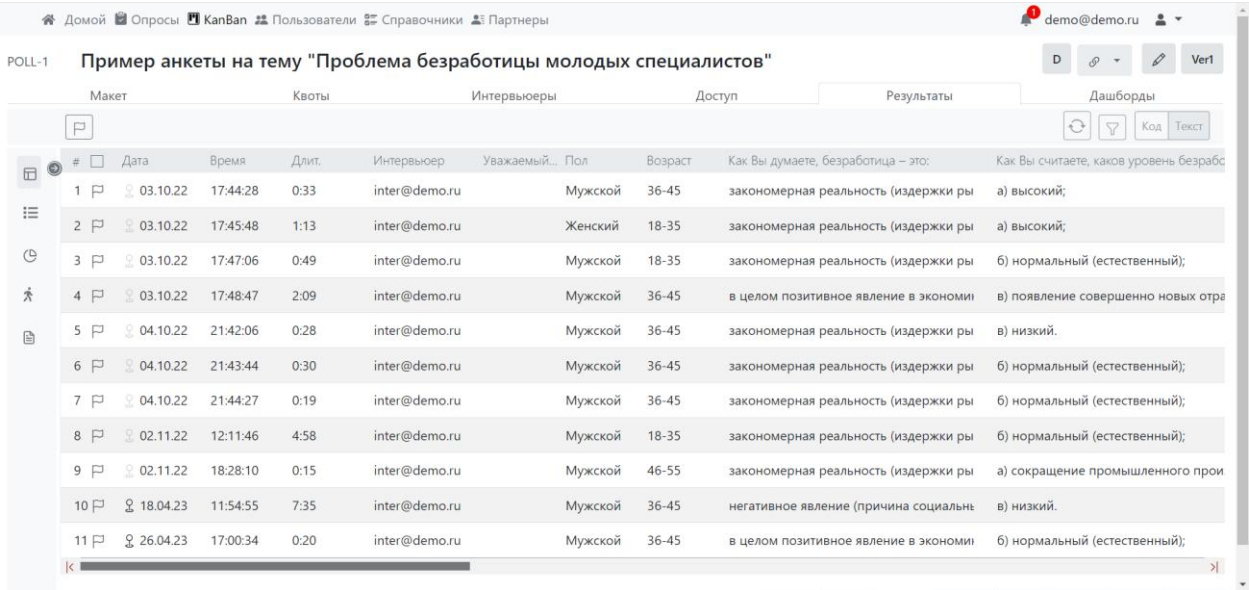 Домой Опросы KanBan Пользователи Справочники Партнеры 1 demo@demo.ru
POLL-1 Пример анкеты на тему "Проблема безработицы молодых специалистов" D Ver1
Макет Квоты Интервьюеры Доступ Результаты Дашборды
Код Текст
# Дата Время Длит. Интервьюер Уважаемый... Пол Возраст Как Вы думаете, безработица – это: Как Вы считаете, каков уровень безрабо
1 03.10.22 17:44:28 0:33 inter@demo.ru Мужской 36-45 закономерная реальность (издержки ры а) высокий;
2 03.10.22 17:45:48 1:13 inter@demo.ru Женский 18-35 закономерная реальность (издержки ры а) высокий;
3 03.10.22 17:47:06 0:49 inter@demo.ru Мужской 18-35 закономерная реальность (издержки ры б) нормальный (естественный);
4 03.10.22 17:48:47 2:09 inter@demo.ru Мужской 36-45 в целом позитивное явление в экономи в) появление совершенно новых отра
5 04.10.22 21:42:06 0:28 inter@demo.ru Мужской 36-45 закономерная реальность (издержки ры в) низкий.
6 04.10.22 21:43:44 0:30 inter@demo.ru Мужской 36-45 закономерная реальность (издержки ры б) нормальный (естественный);
7 04.10.22 21:44:27 0:19 inter@demo.ru Мужской 36-45 закономерная реальность (издержки ры б) нормальный (естественный);
8 02.11.22 12:11:46 4:58 inter@demo.ru Мужской 18-35 закономерная реальность (издержки ры б) нормальный (естественный);
9 02.11.22 18:28:10 0:15 inter@demo.ru Мужской 46-55 закономерная реальность (издержки ры а) сокращение промышленного прои
10 18.04.23 11:54:55 7:35 inter@demo.ru Мужской 36-45 негативное явление (причина социальн в) низкий.
11 26.04.23 17:00:34 0:20 inter@demo.ru Мужской 36-45 в целом позитивное явление в экономи б) нормальный (естественный);